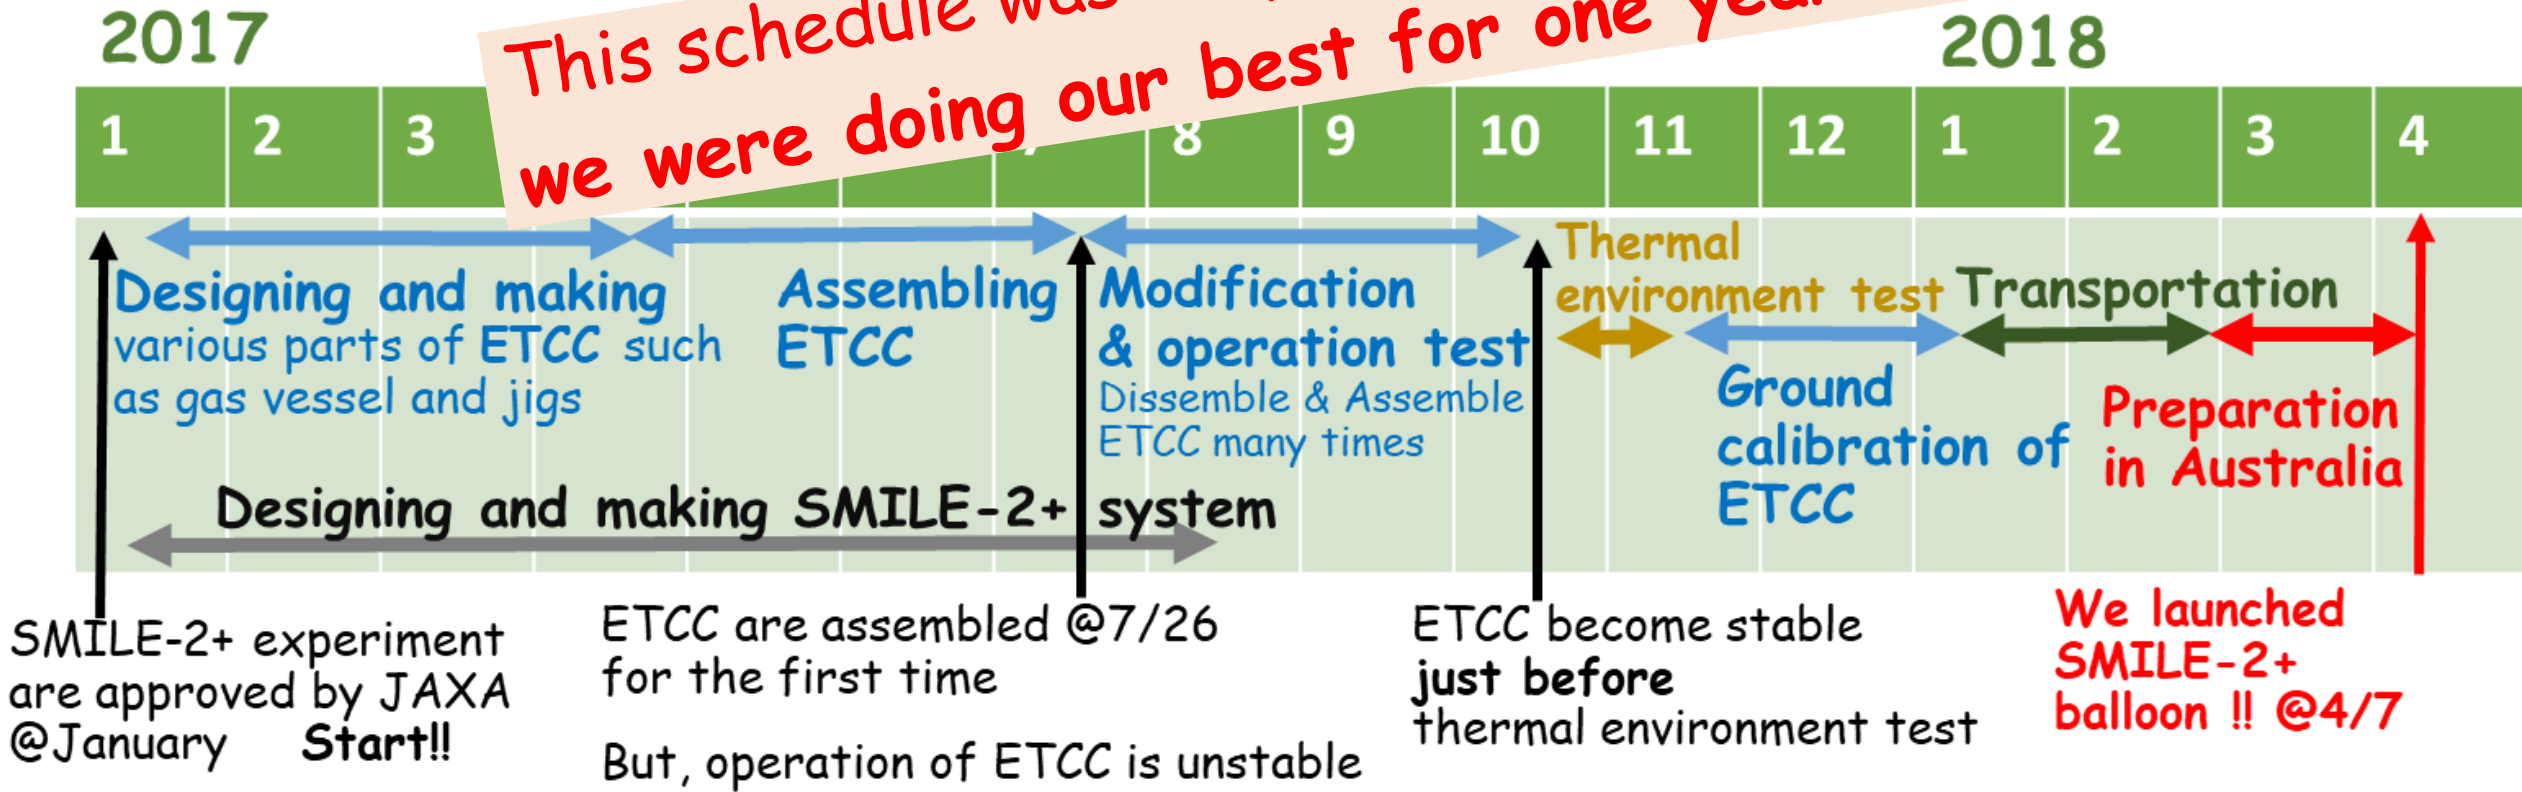 2017
This schedule was
we were doing our best for one year
2018
1 2 3 8 9 10 11 12 1 2 3 4
Designing and making
various parts of ETCC such
as gas vessel and jigs
Assembling
ETCC
Modification
& operation test
Dissemble & Assemble
ETCC many times
Thermal
environment test
Transportation
Ground
calibration of
ETCC
Preparation
in Australia
Designing and making SMILE-2+ system
SMILE-2+ experiment
are approved by JAXA
@January Start!!
ETCC are assembled @7/26
for the first time
But, operation of ETCC is unstable
ETCC become stable
just before
thermal environment test
We launched
SMILE-2+
balloon !! @4/7